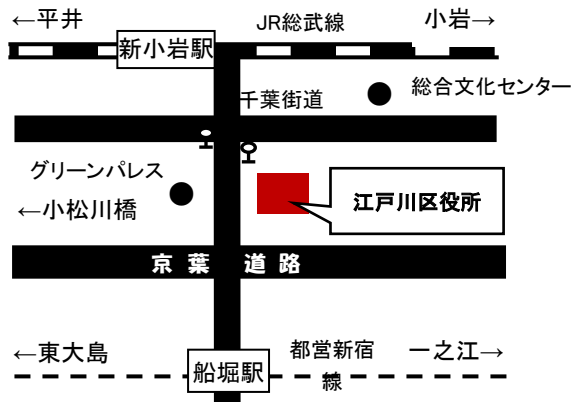 ←平井
JR総武線
小岩→
新小岩駅
総合文化センター
千葉街道
グリーンパレス
←小松川橋
江戸川区役所
京葉道路
←東大島
都営新宿
線
一之江→
船堀駅